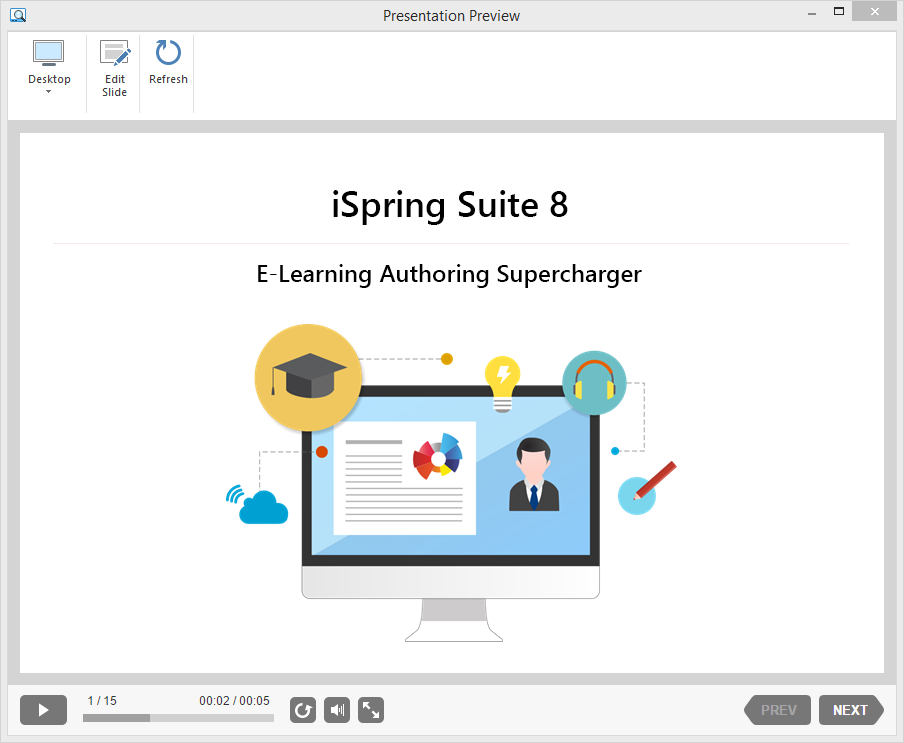 Presentation Preview
Desktop
Edit
Slide
Refresh
iSpring Suite 8
E-Learning Authoring Supercharger
1 / 15
00:02 / 00:05
PREV
NEXT